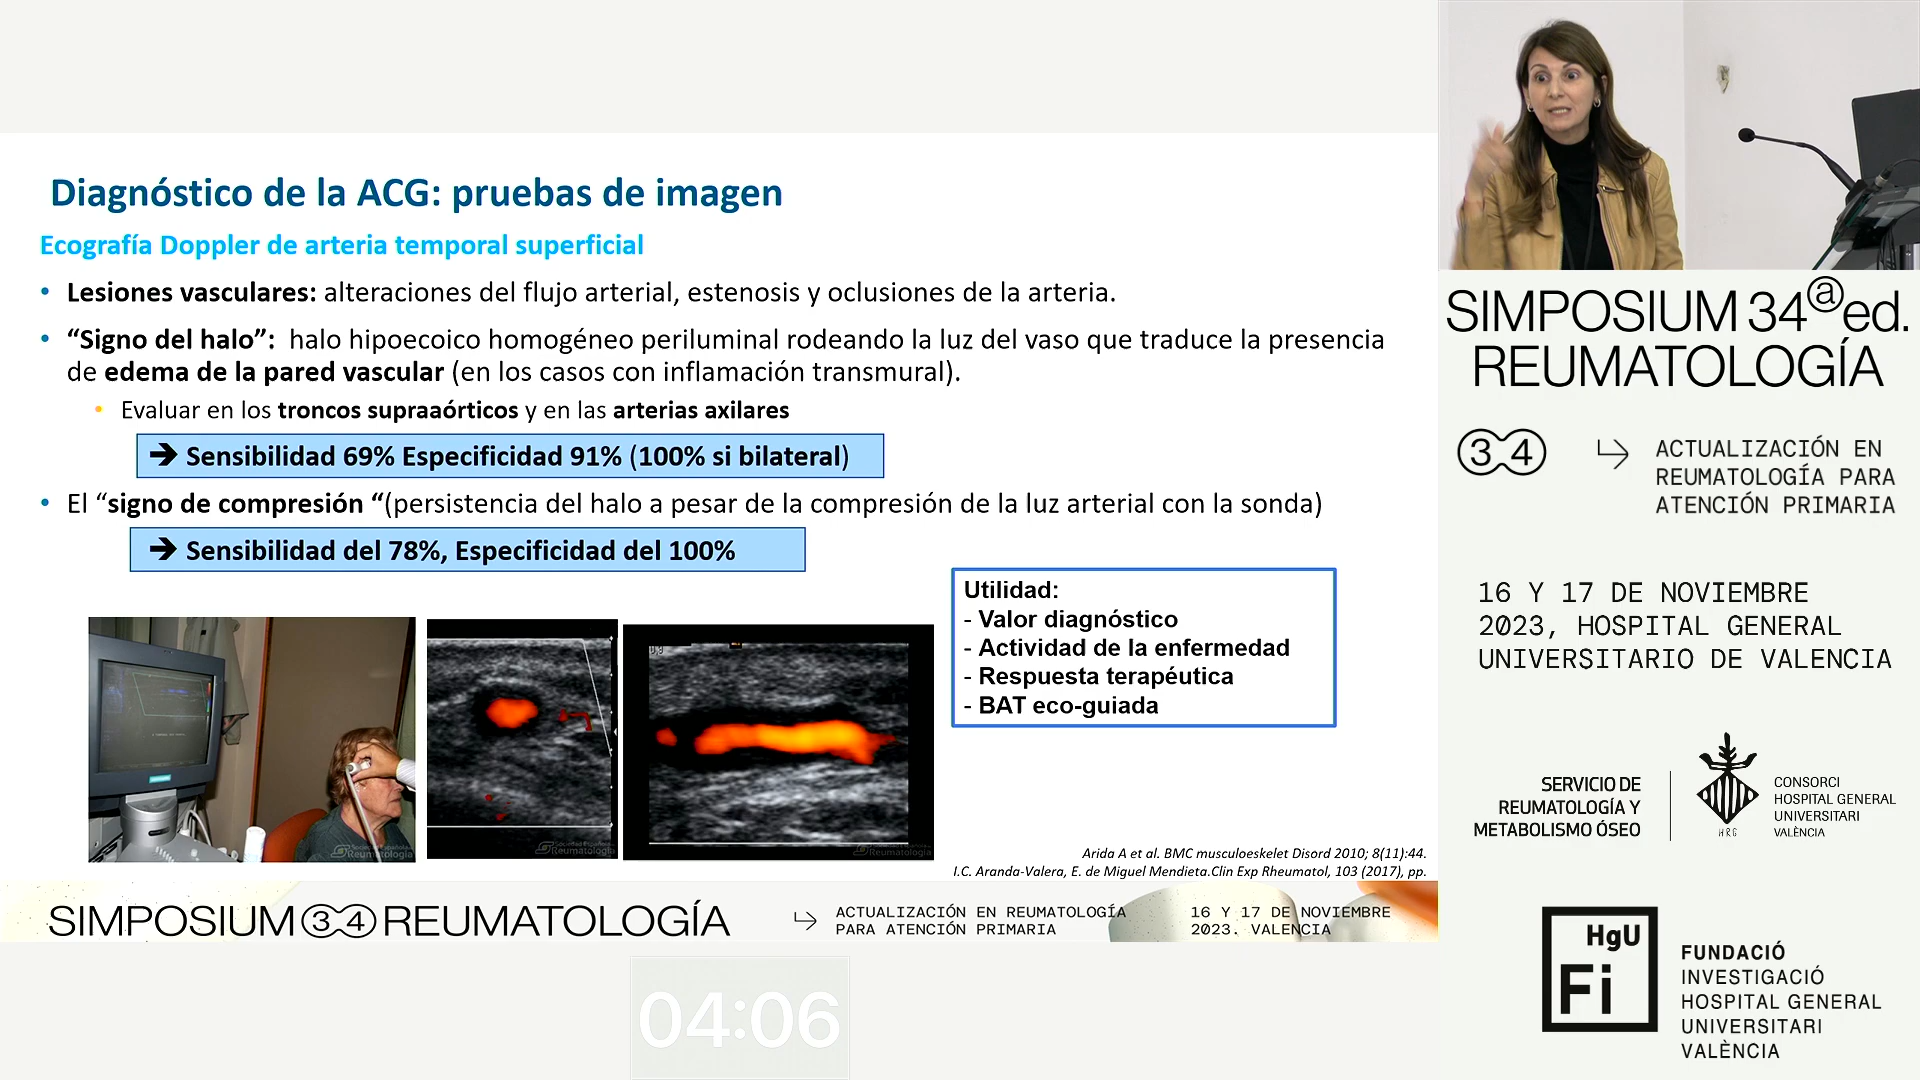 Diagnóstico de la ACG: pruebas de imagen
Ecografía Doppler de arteria temporal superficial
• Lesiones vasculares: alteraciones del flujo arterial, estenosis y oclusiones de la arteria.
• “Signo del halo”: halo hipoecoico homogéneo periluminal rodeando la luz del vaso que traduce la presencia
de edema de la pared vascular (en los casos con inflamación transmural).
• Evaluar en los troncos supraaórticos y en las arterias axilares
➔ Sensibilidad 69% Especificidad 91% (100% si bilateral)
• El “signo de compresión “(persistencia del halo a pesar de la compresión de la luz arterial con la sonda)
➔ Sensibilidad del 78%, Especificidad del 100%
Utilidad:
- Valor diagnóstico
- Actividad de la enfermedad
- Respuesta terapéutica
- BAT eco-guiada
Reumatología
Reumatología
Reumatología
Arida A et al. BMC musculoeskelet Disord 2010; 8(11):44.
I.C. Aranda-Valera, E. de Miguel Mendieta.Clin Exp Rheumatol, 103 (2017), pp.
SIMPOSIUM 34 REUMATOLOGÍA
ACTUALIZACIÓN EN REUMATOLOGÍA
PARA ATENCIÓN PRIMARIA
16 Y 17 DE NOVIEMBRE
2023. VALENCIA
04:06
SIMPOSIUM 34ª ed.
REUMATOLOGÍA
34
ACTUALIZACIÓN EN
REUMATOLOGÍA PARA
ATENCIÓN PRIMARIA
16 Y 17 DE NOVIEMBRE
2023, HOSPITAL GENERAL
UNIVERSITARIO DE VALENCIA
SERVICIO DE
REUMATOLOGÍA Y
METABOLISMO ÓSEO
HRG
CONSORCI
HOSPITAL GENERAL
UNIVERSITARI
VALÈNCIA
HgU
Fi
FUNDACIÓ
INVESTIGACIÓ
HOSPITAL GENERAL
UNIVERSITARI
VALÈNCIA